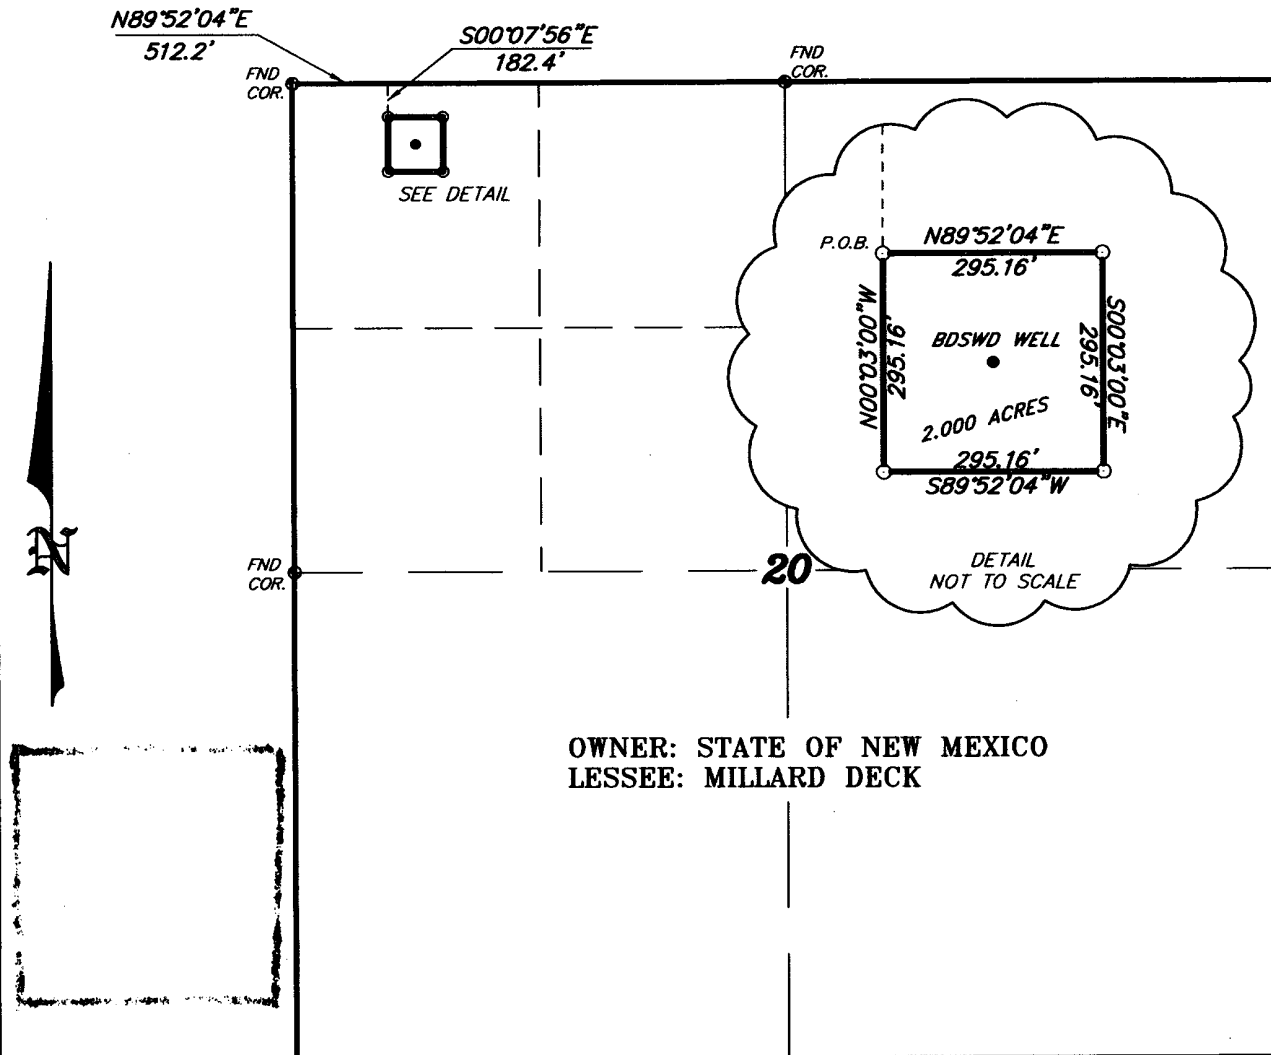 N89°52'04"E
512.2'
S00°07'56"E
182.4'
FND
COR.
FND
COR.
SEE DETAIL
P.O.B.
N89°52'04"E
295.16'
N00°03'00"W
295.16'
BDSWD WELL
S00°03'00"E
295.16'
2.000 ACRES
295.16'
S89°52'04"W
DETAIL
NOT TO SCALE
FND
COR.
20
N
OWNER: STATE OF NEW MEXICO
LESSEE: MILLARD DECK